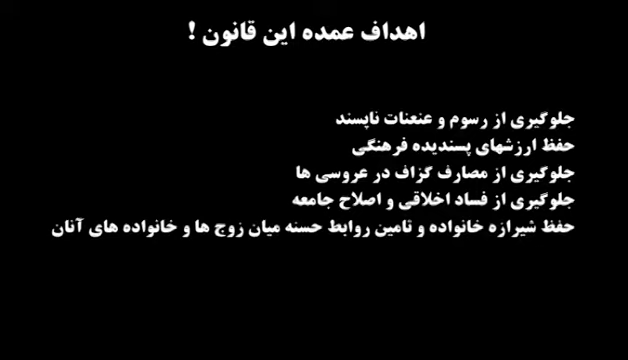 اهداف عمده این قانون !
جلوگیری از رسوم و عنعنات ناپسند
حفظ ارزشهای پسندیده فرهنگی
جلوگیری از مصارف گزاف در عروسی ها
جلوگیری از فساد اخلاقی و اصلاح جامعه
حفظ شیرازه خانواده و تامین روابط حسنه میان زوج ها و خانواده های آنان